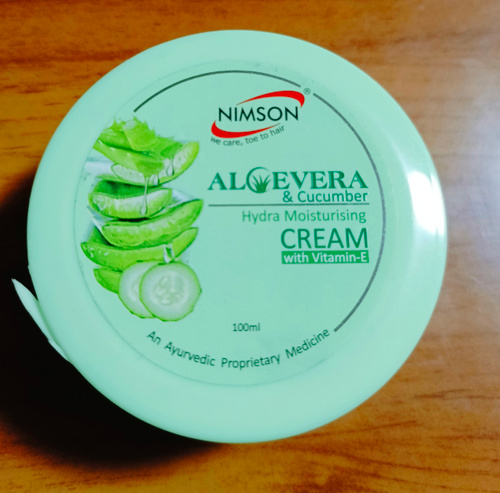 NIMSON®
we care, toe to hair
ALOEVERA
& Cucumber
Hydra Moisturising
CREAM
with Vitamin-E
100ml
An Ayurvedic Proprietary Medicine